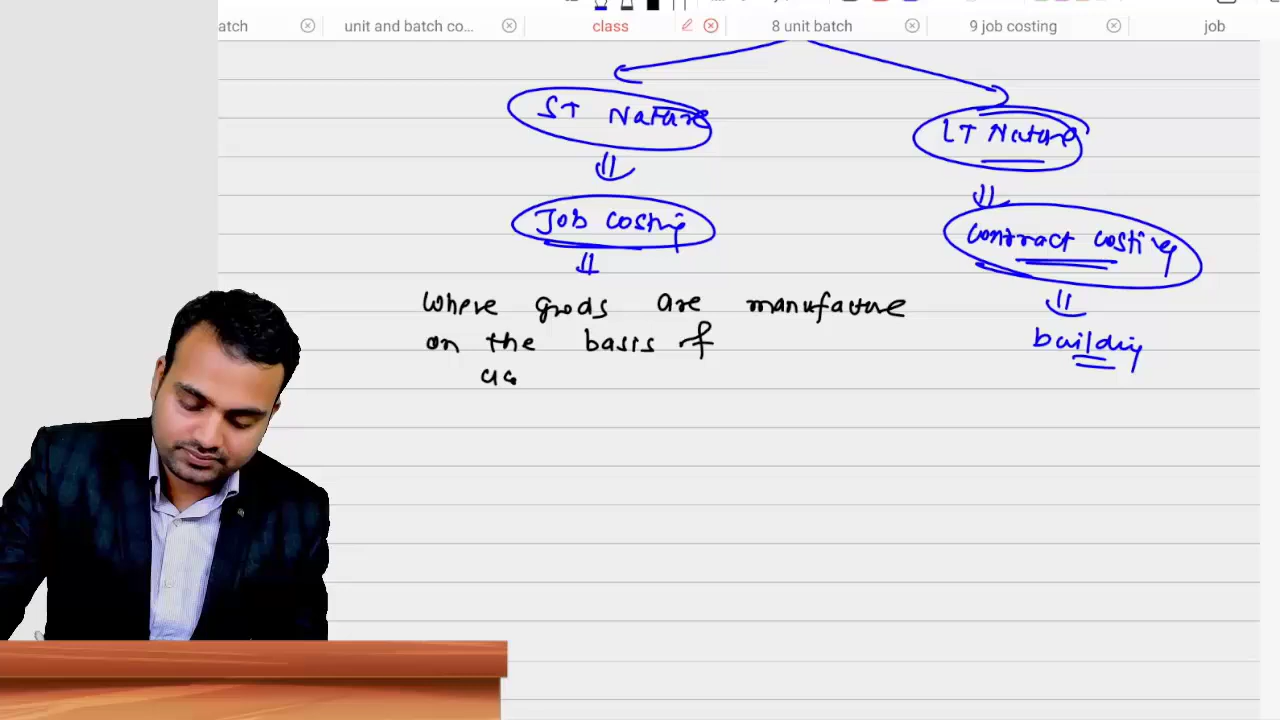 atch
unit and batch co...
class
8 unit batch
9 job costing
job
ST Nature
LT Nature
Job Costing
Contract Costing
Where goods are manufature
building
on the basis of